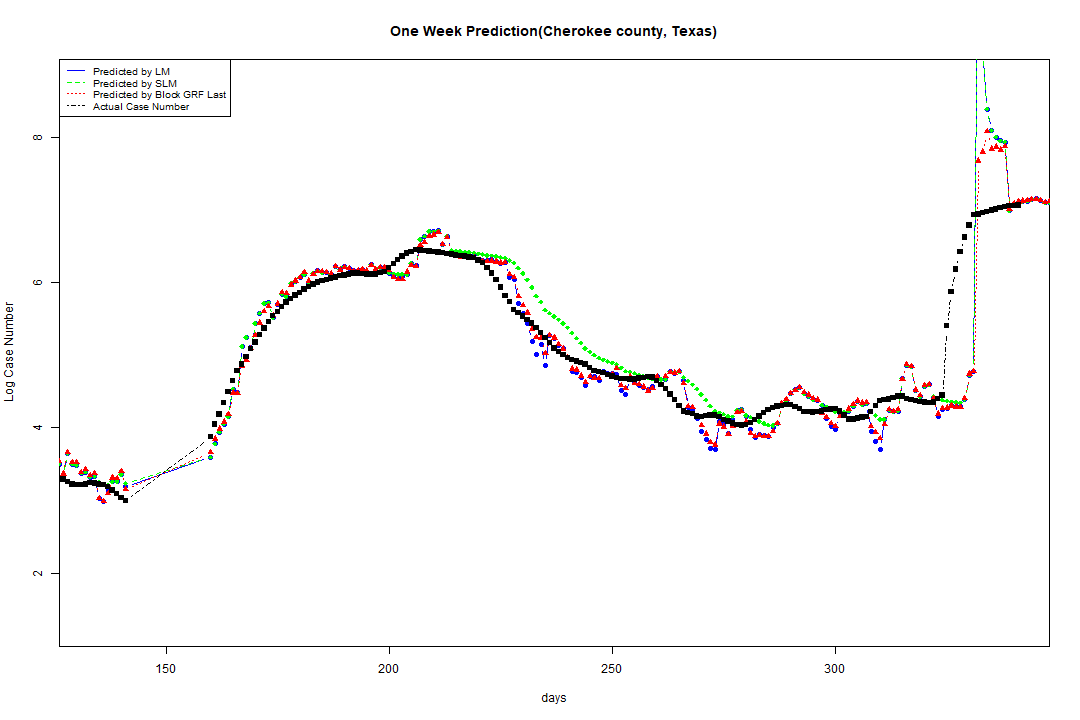 One Week Prediction(Cherokee county, Texas)
Predicted by LM
Predicted by SLM
Predicted by Block GRF Last
Actual Case Number
8
6
4
2
Log Case Number
150
200
250
300
days